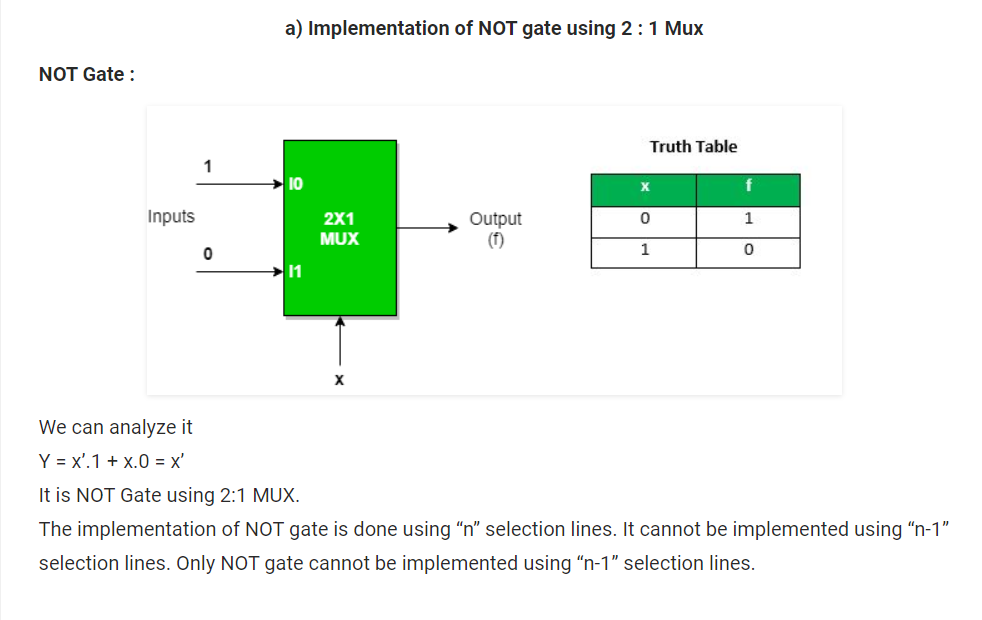 a) Implementation of NOT gate using 2 : 1 Mux
NOT Gate :
Truth Table
1
I0
x f
Inputs
2X1
MUX
Output
(f)
0 1
0
I1
1 0
x
We can analyze it
Y = x’.1 + x.0 = x’
It is NOT Gate using 2:1 MUX.
The implementation of NOT gate is done using “n” selection lines. It cannot be implemented using “n-1”
selection lines. Only NOT gate cannot be implemented using “n-1” selection lines.